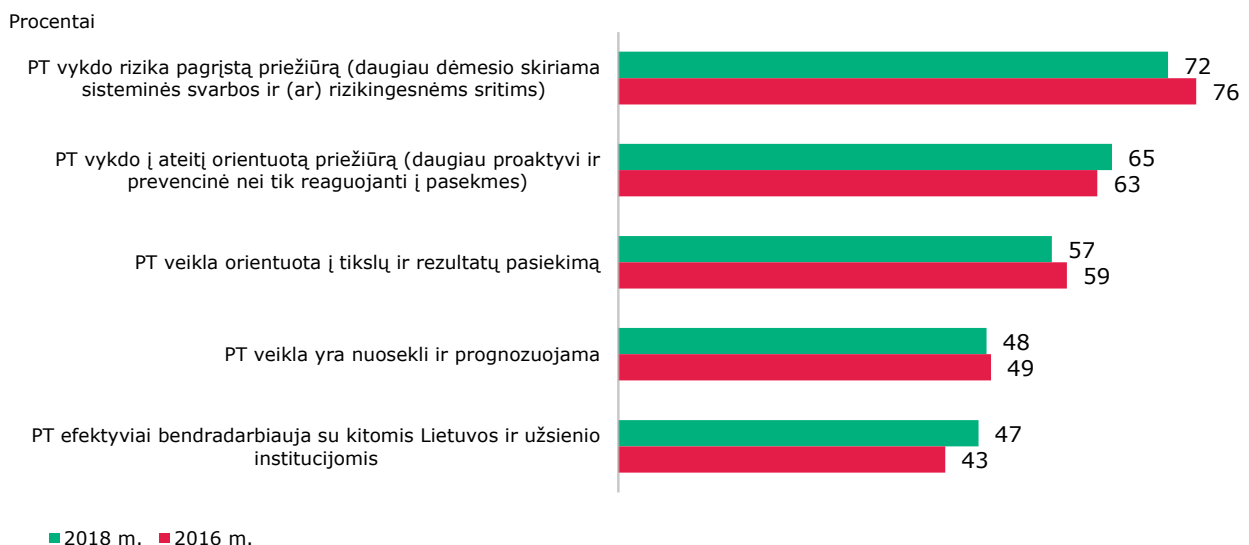 Procentai
PT vykdo rizika pagrįstą priežiūrą (daugiau dėmesio skiriama
sisteminės svarbos ir (ar) rizikingesnėms sritims)
72
76
PT vykdo į ateitį orientuotą priežiūrą (daugiau proaktyvi ir
prevencinė nei tik reaguojanti į pasekmes)
65
63
PT veikla orientuota į tikslų ir rezultatų pasiekimą
57
59
PT veikla yra nuosekli ir prognozuojama
48
49
PT efektyviai bendradarbiauja su kitomis Lietuvos ir užsienio
institucijomis
47
43
2018 m. 2016 m.